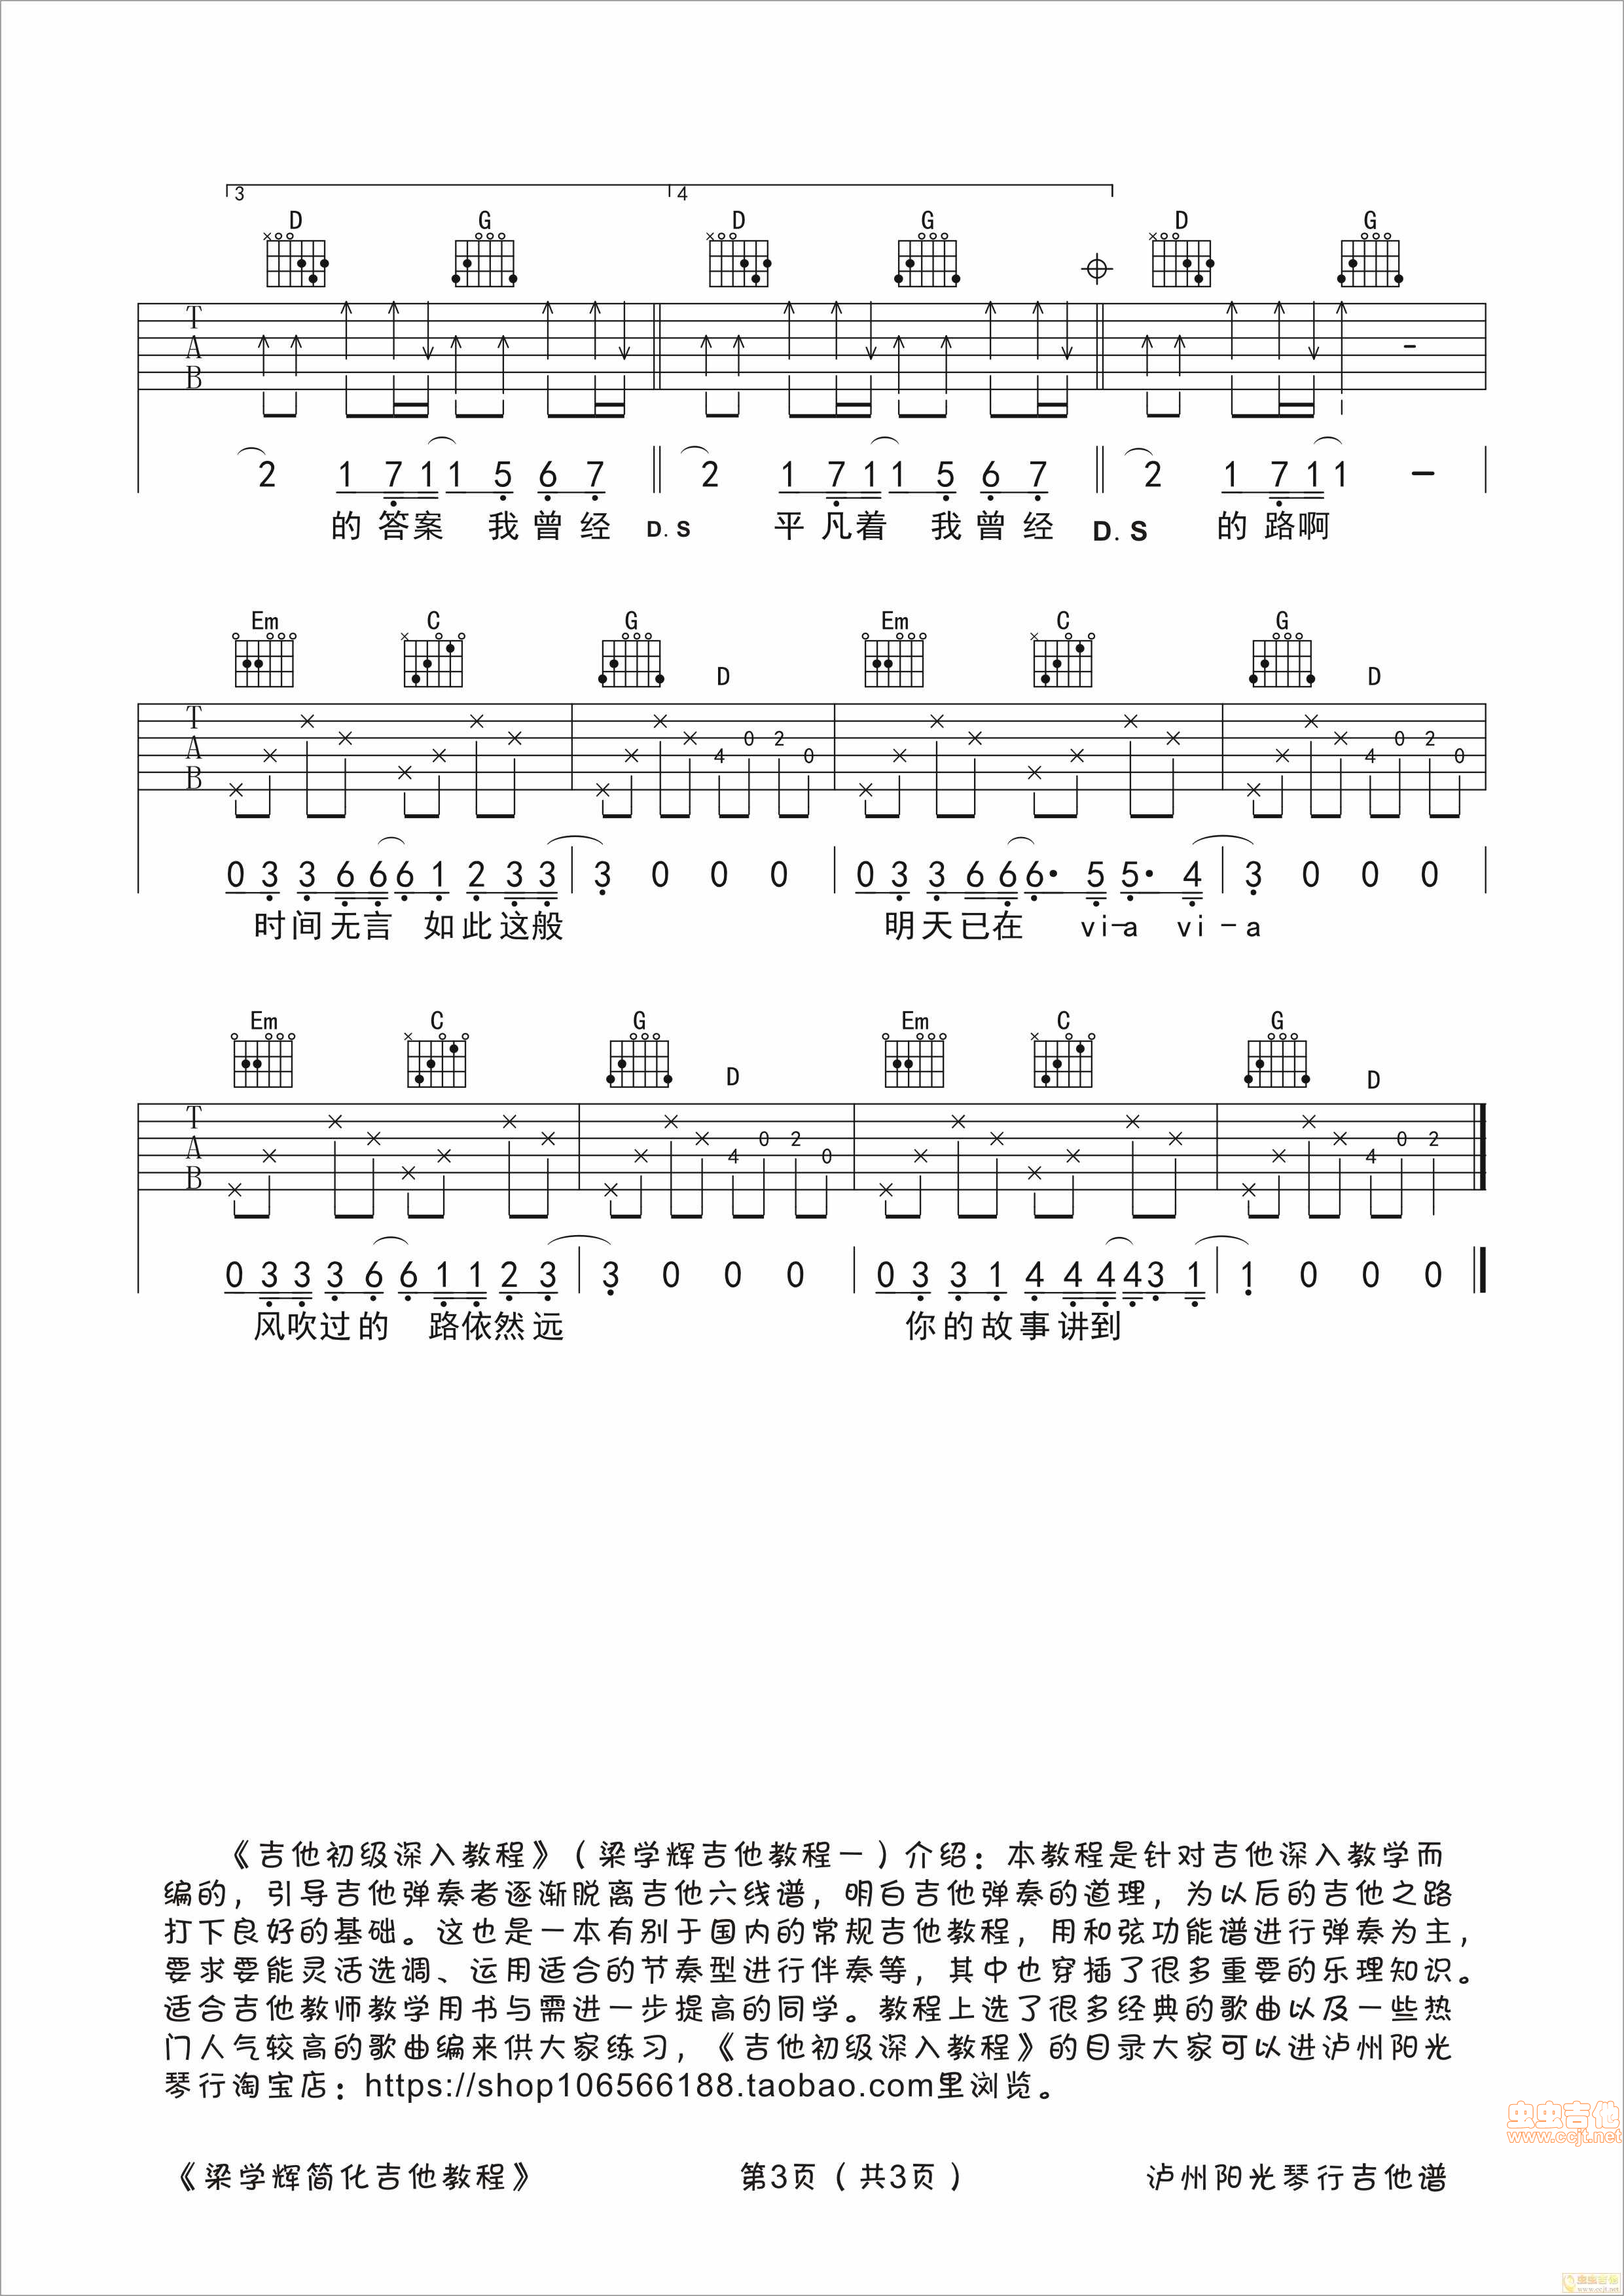 3 4
D G D G D G
T
A
B
2 1 7 1 1 5 6 7 2 1 7 1 1 5 6 7 2 1 7 1 1 -
的 答案 我 曾 经 D.S 平 凡着 我 曾 经 D.S 的 路啊
Em C G D Em C G D
T
A
B
4 0 2 0 4 0 2 0
0 3 3 6 6 6 1 2 3 3 3 0 0 0 0 3 3 6 6 6· 5 5· 4 3 0 0 0
时间无言 如此这般 明天已在 vi-a vi-a
Em C G D Em C G D
T
A
B
4 0 2 0 4 0 2
0 3 3 3 6 6 1 1 2 3 3 0 0 0 0 3 3 1 4 4 4 4 3 1 1 0 0 0
风吹过的 路依然远 你的故事讲到
《吉他初级深入教程》（梁学辉吉他教程一）介绍：本教程是针对吉他深入教学而
编的，引导吉他弹奏者逐渐脱离吉他六线谱，明白吉他弹奏的道理，为以后的吉他之路
打下良好的基础。这也是一本有别于国内的常规吉他教程，用和弦功能谱进行弹奏为主，
要求要能灵活选调、运用适合的节奏型进行伴奏等，其中也穿插了很多重要的乐理知识。
适合吉他教师教学用书与需进一步提高的同学。教程上选了很多经典的歌曲以及一些热
门人气较高的歌曲编来供大家练习，《吉他初级深入教程》的目录大家可以进泸州阳光
琴行淘宝店：https://shop106566188.taobao.com里浏览。
虫虫吉他
www.ccjt.net
《梁学辉简化吉他教程》 第3页（共3页） 泸州阳光琴行吉他谱
虫虫吉他
www.ccjt.net